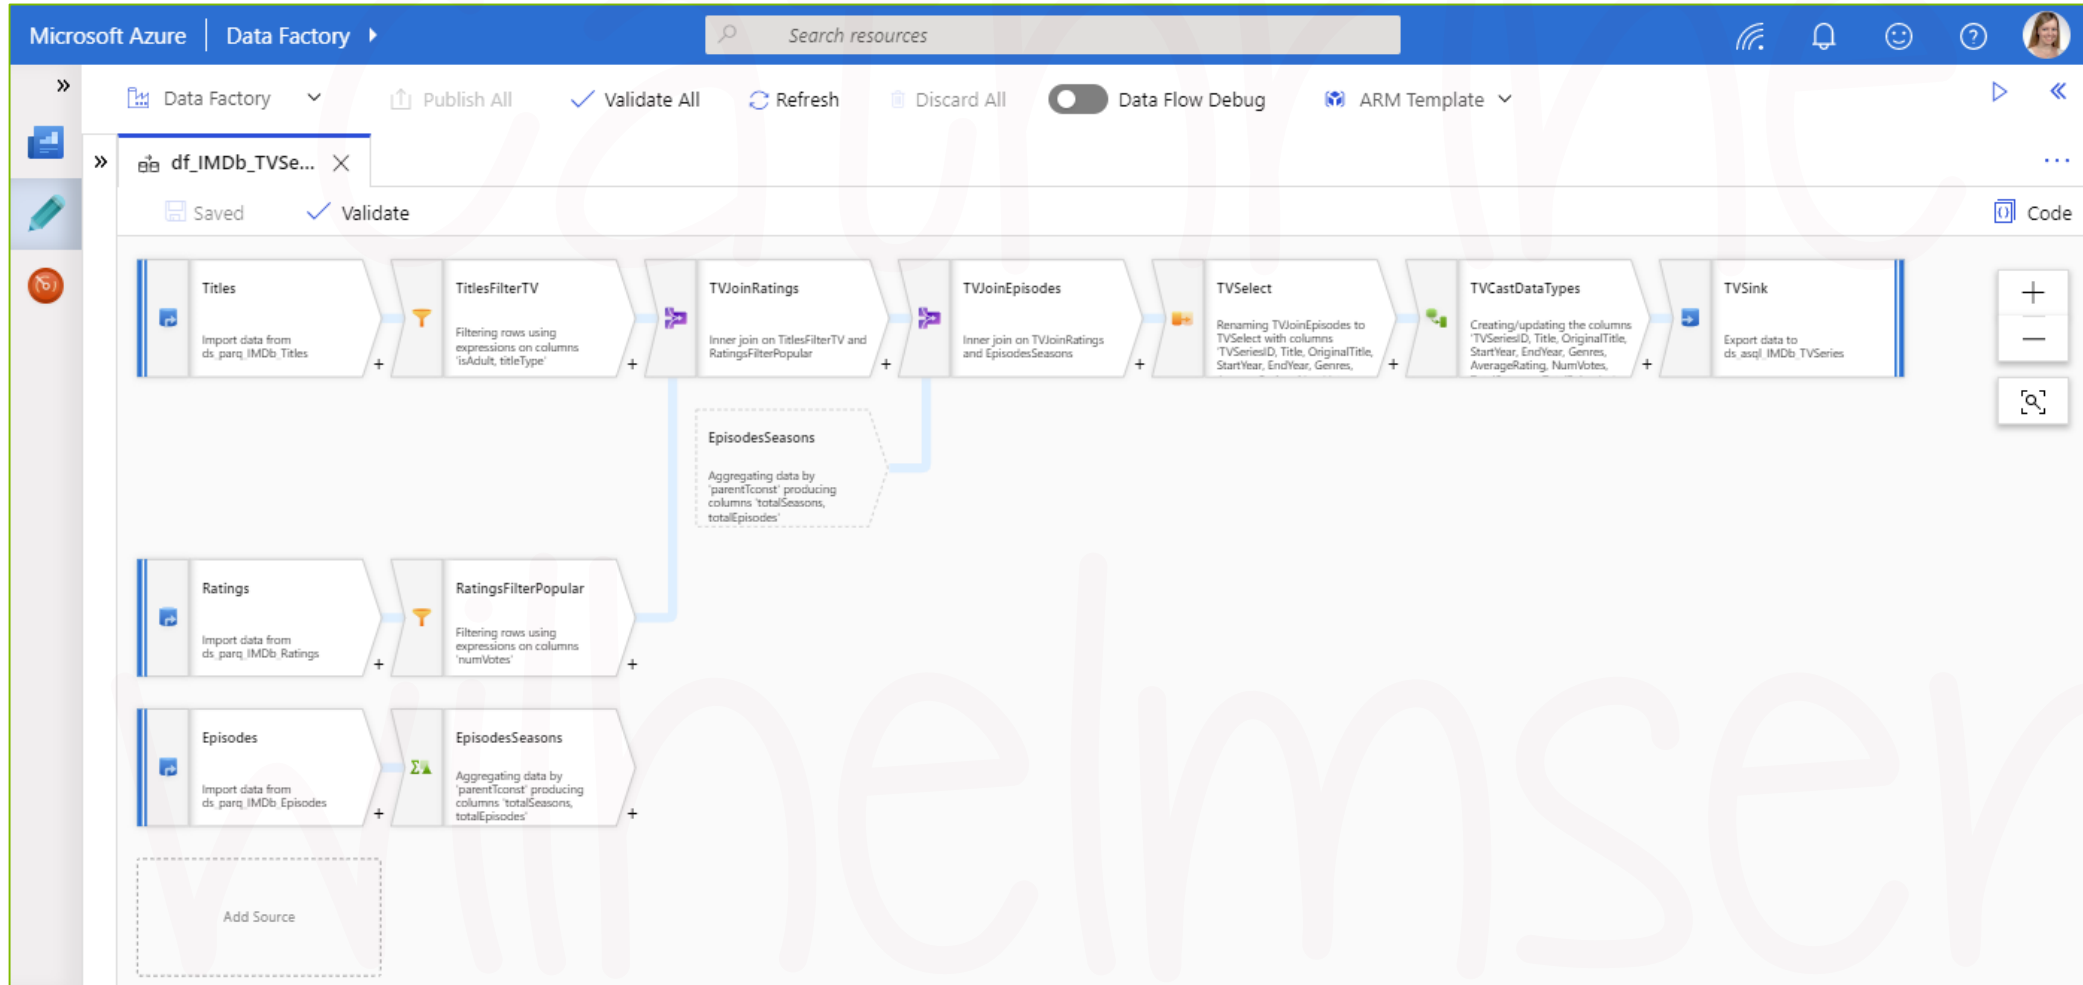 Microsoft Azure Data Factory Search resources
Data Factory Publish All Validate All Refresh Discard All Data Flow Debug ARM Template
df_IMDb_TVSe...
Saved Validate Code
Titles
Import data from
ds_parq_IMDb_Titles
TitlesFilterTV
Filtering rows using
expressions on columns
'isAdult, titleType'
TVJoinRatings
Inner join on TitlesFilterTV and
RatingsFilterPopular
TVJoinEpisodes
Inner join on TVJoinRatings
and EpisodesSeasons
TVSelect
Renaming TVJoinEpisodes to
TVSelect with columns
'TVSeriesID, Title, OriginalTitle,
StartYear, EndYear, Genres,
TVCastDataTypes
Creating/updating the columns
'TVSeriesID, Title, OriginalTitle,
StartYear, EndYear, Genres,
AverageRating, NumVotes,
TVSink
Export data to
ds_asql_IMDb_TVSeries
EpisodesSeasons
Aggregating data by
'parentTconst' producing
columns 'totalSeasons,
totalEpisodes'
Ratings
Import data from
ds_parq_IMDb_Ratings
RatingsFilterPopular
Filtering rows using
expressions on columns
'numVotes'
Episodes
Import data from
ds_parq_IMDb_Episodes
EpisodesSeasons
Aggregating data by
'parentTconst' producing
columns 'totalSeasons,
totalEpisodes'
Add Source